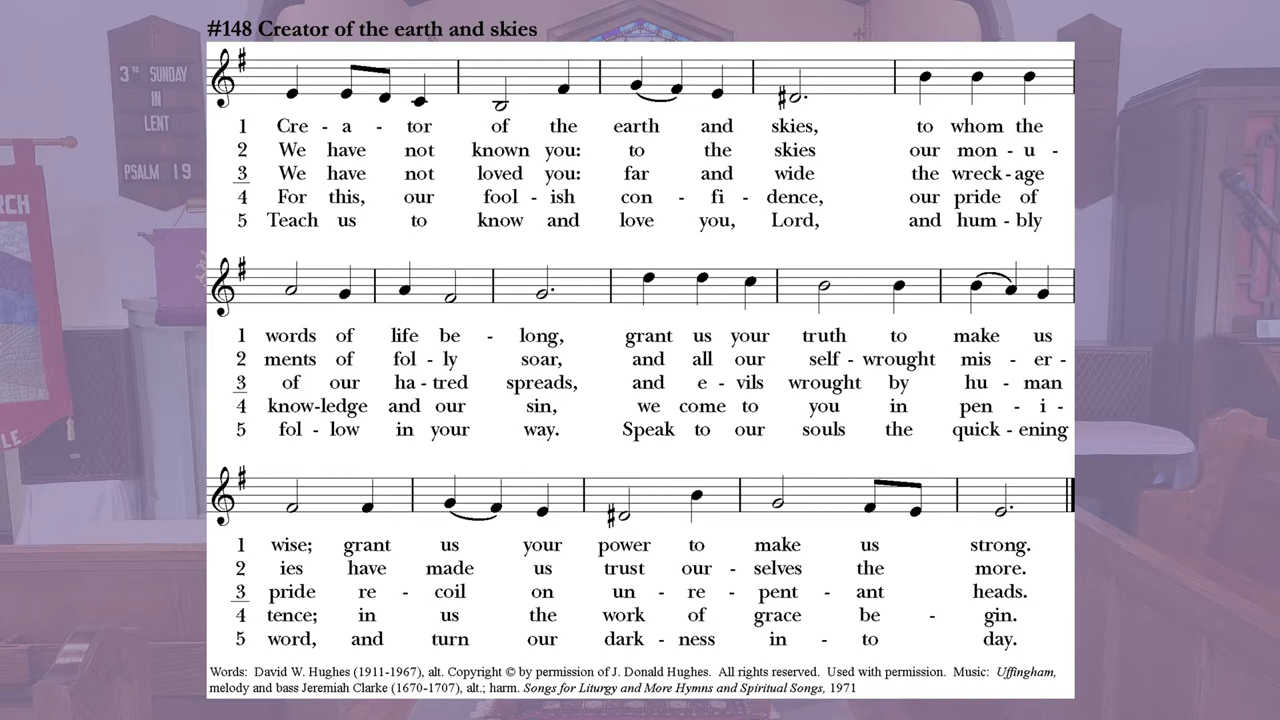 #148 Creator of the earth and skies
3RD SUNDAY
IN
LENT
PSALM 19
RCH
LE
1 Cre - a - tor of the earth and skies, to whom the
2 We have not known you: to the skies our mon - u -
3 We have not loved you: far and wide the wreck - age
4 For this, our fool - ish con - fi - dence, our pride of
5 Teach us to know and love you, Lord, and hum - bly
1 words of life be - long, grant us your truth to make us
2 ments of fol - ly soar, and all our self - wrought mis - er -
3 of our ha - tred spreads, and e - vils wrought by hu - man
4 know-ledge and our sin, we come to you in pen - i -
5 fol - low in your way. Speak to our souls the quick - ening
1 wise; grant us your power to make us strong.
2 ies have made us trust our - selves the more.
3 pride re - coil on un - re - pent - ant heads.
4 tence; in us the work of grace be - gin.
5 word, and turn our dark - ness in - to day.
Words: David W. Hughes (1911-1967), alt. Copyright © by permission of J. Donald Hughes. All rights reserved. Used with permission. Music: Uffingham,
melody and bass Jeremiah Clarke (1670-1707), alt.; harm. Songs for Liturgy and More Hymns and Spiritual Songs, 1971